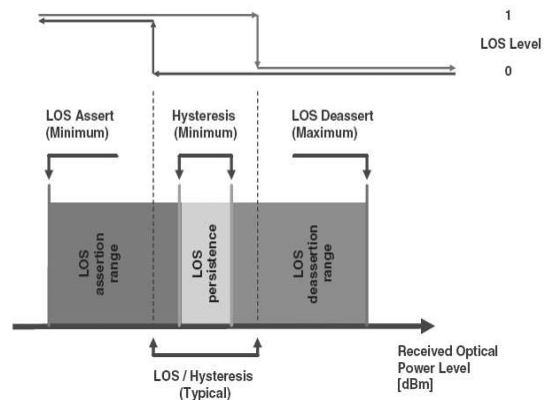 1
LOS Level
0
LOS Assert
(Minimum)
Hysteresis
(Minimum)
LOS Deassert
(Maximum)
LOS
assertion
range
LOS
persistence
LOS
deassertion
range
LOS / Hysteresis
(Typical)
Received Optical
Power Level
[dBm]